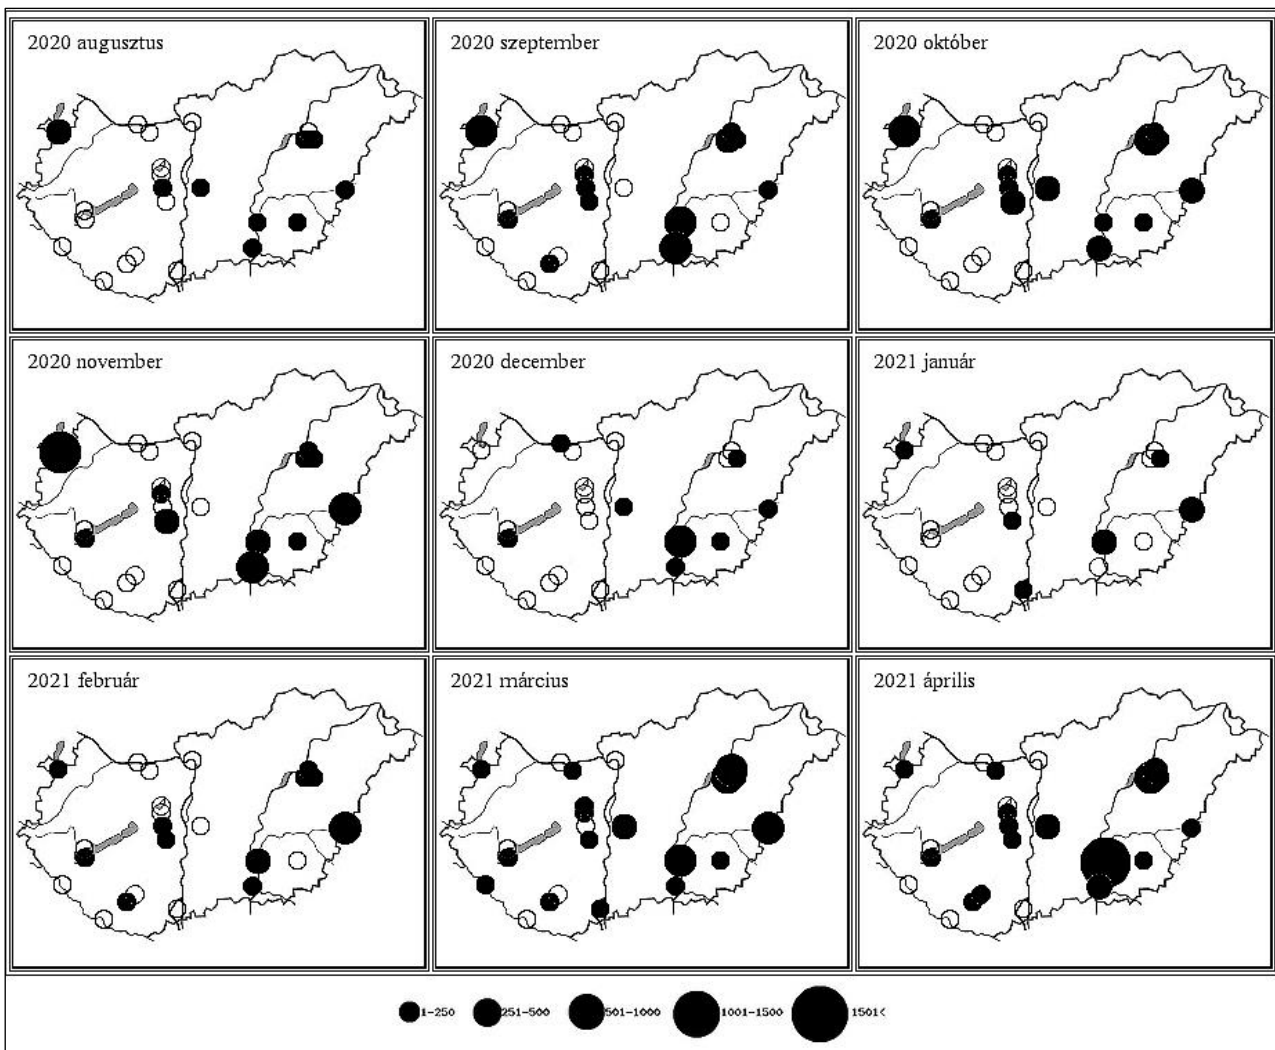 2020 augusztus
2020 szeptember
2020 október
2020 november
2020 december
2021 január
2021 február
2021 március
2021 április
1-250 251-500 501-1000 1001-1500 1501<